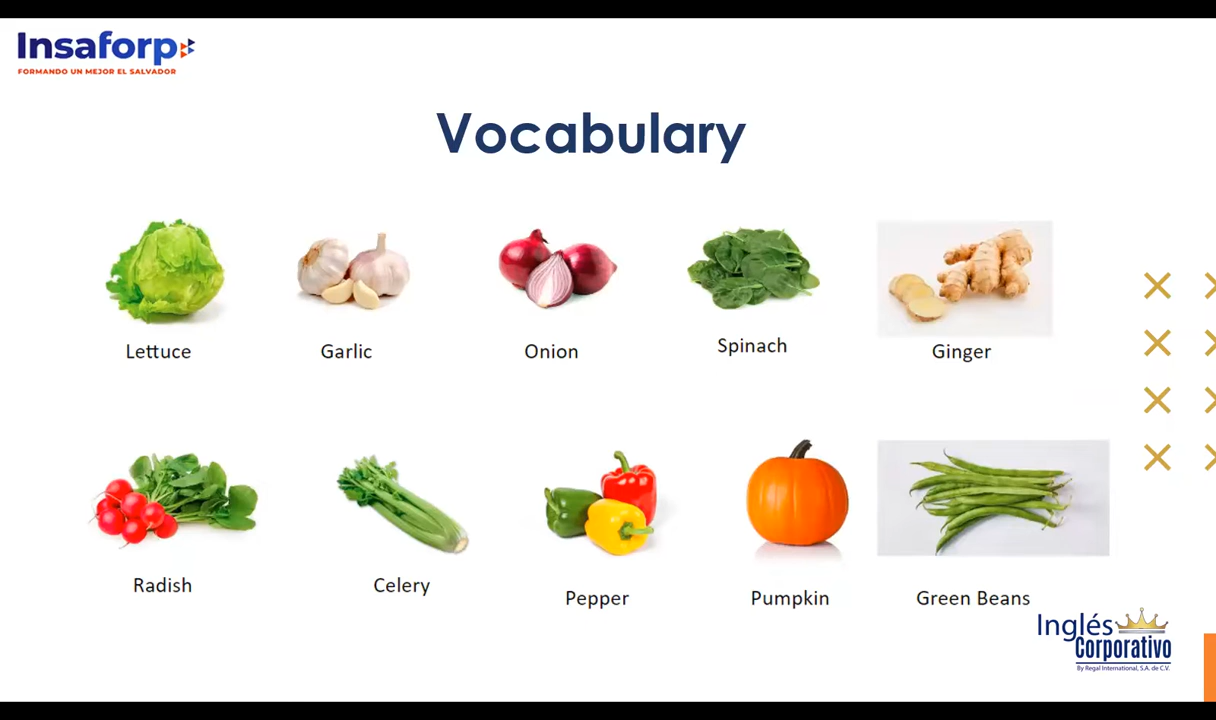 Insaforp
FORMANDO UN MEJOR EL SALVADOR
Vocabulary
Lettuce
Garlic
Onion
Spinach
Ginger
Radish
Celery
Pepper
Pumpkin
Green Beans
Inglés
Corporativo
By Regal International, S.A. de C.V.